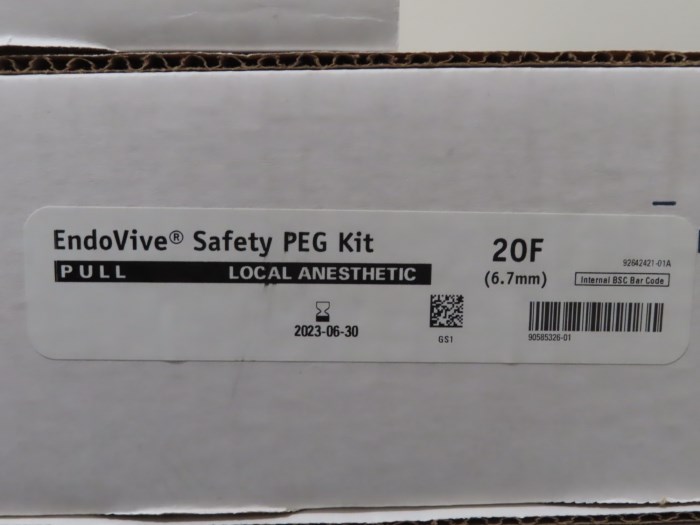 EndoVive® Safety PEG Kit
PULL LOCAL ANESTHETIC
20F
(6.7mm)
92842421-01A
Internal BSC Bar Code
2023-06-30
GS1
90585326-01